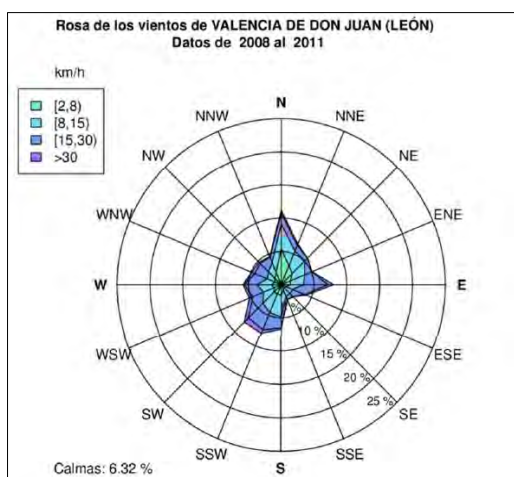 Rosa de los vientos de VALENCIA DE DON JUAN (LEÓN)
Datos de 2008 al 2011
km/h
[2,8)
[8,15)
[15,30)
>30
N
NNW
NNE
NW
NE
WNW
ENE
W
E
WSW
ESE
SW
SE
SSW
SSE
S
%
10 %
15 %
20 %
25 %
Calmas: 6.32 %